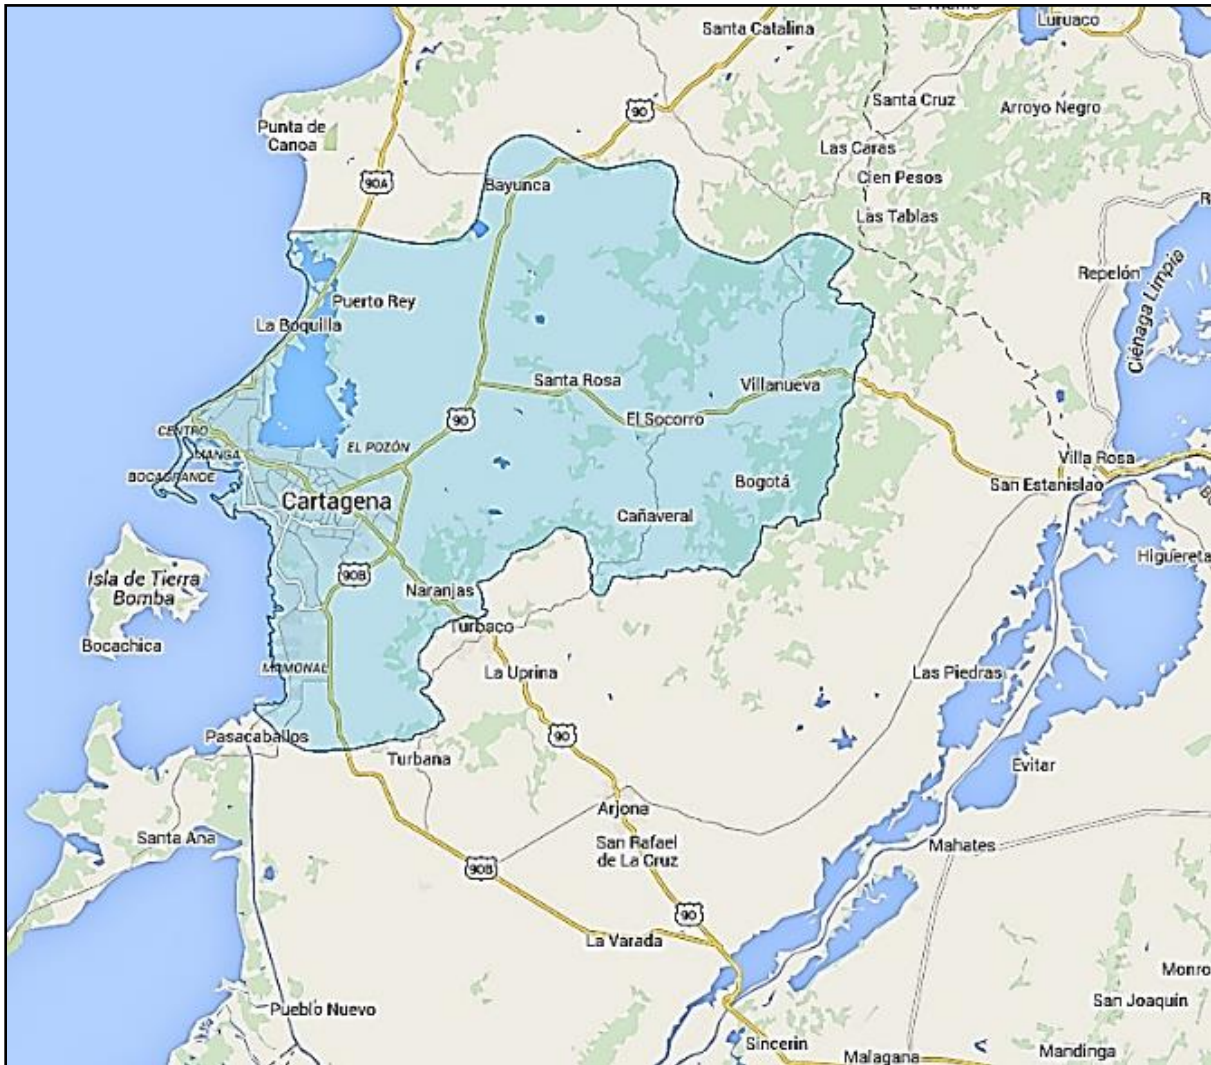 Luruaco
Santa Catalina
Santa Cruz
Arroyo Negro
90
Punta de
Canoa
Las Caras
90A
Bayunca
Cien Pesos
Las Tablas
Repelón
Ciénaga Limpia
Puerto Rey
La Boquilla
Santa Rosa
Villanueva
90
El Socorro
CENTRO
EL POZÓN
MANGA
BOCAGRANDE
Villa Rosa
Bogotá
San Estanislao
Cartagena
Cañaveral
Higuereta
90B
Isla de Tierra
Bomba
Naranjas
Turbaco
Bocachica
MAMONAL
La Uprina
Las Piedras
Pasacaballos
90
Turbana
Evitar
Arjona
Santa Ana
San Rafael
de La Cruz
Mahates
90B
90
La Varada
Monro
Pueblo Nuevo
San Joaquin
Sincerin
Malagana
Mandinga